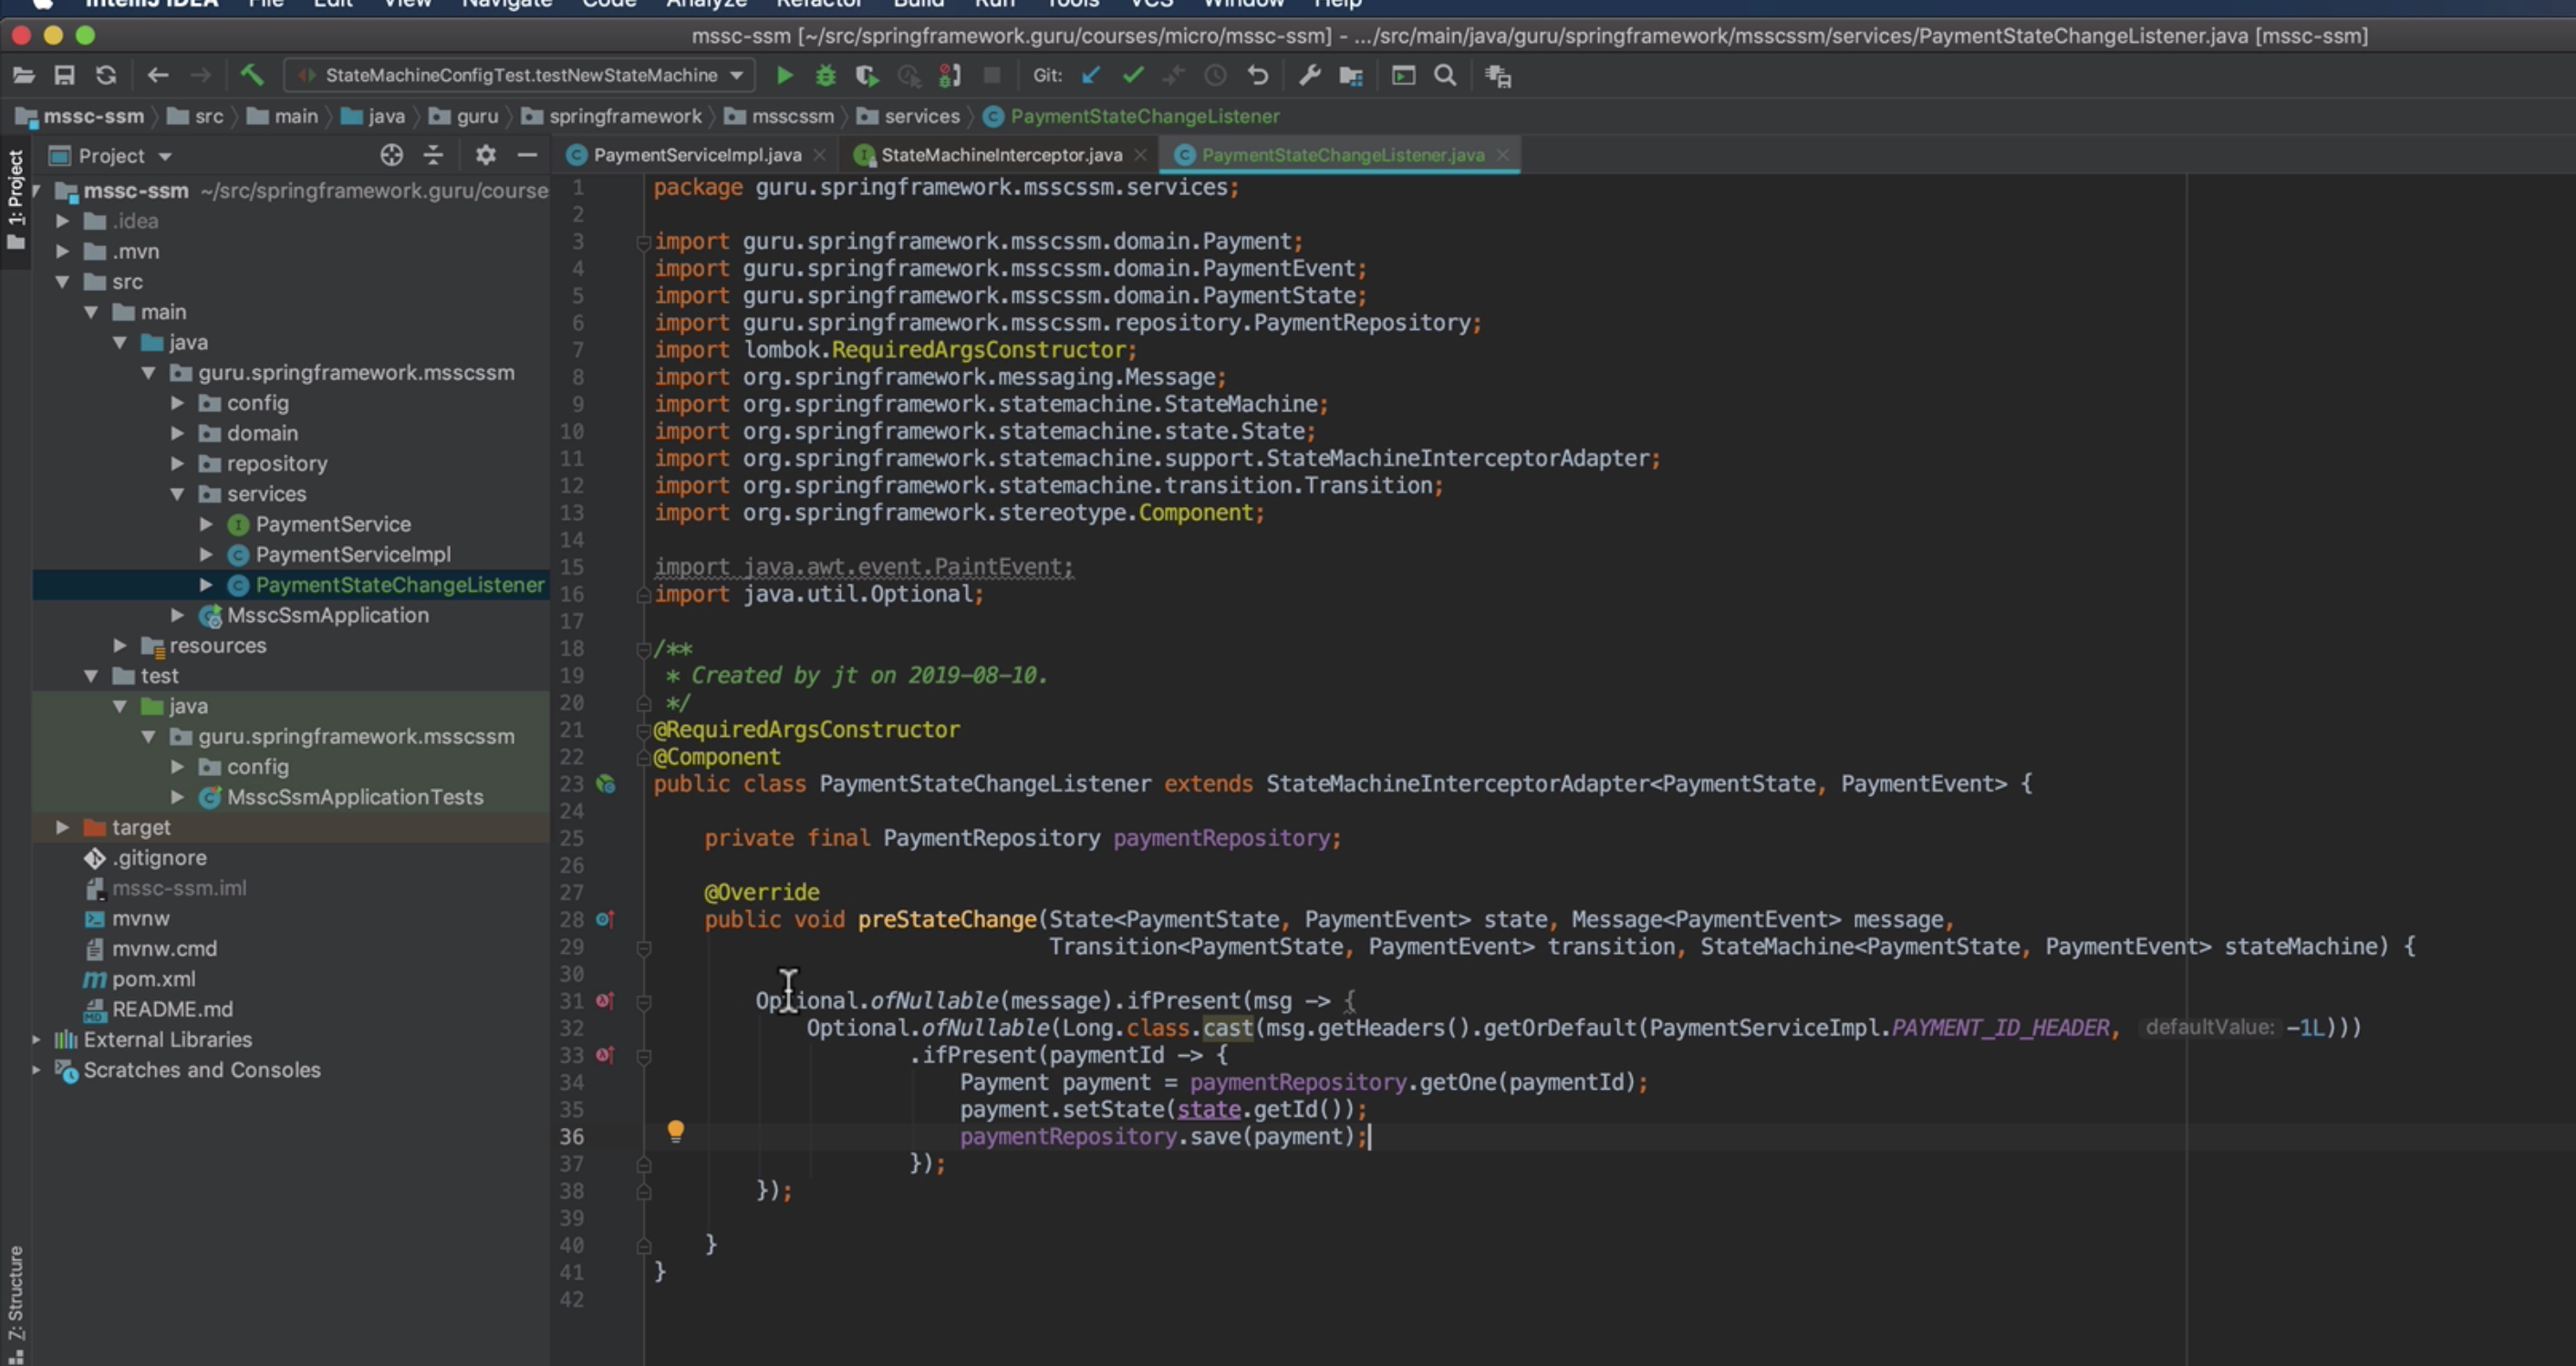 IntelliJ IDEA File Edit View Navigate Code Analyze Refactor Build Run Tools VCS Window Help
mssc-ssm [~/src/springframework.guru/courses/micro/mssc-ssm] - .../src/main/java/guru/springframework/msscssm/services/PaymentStateChangeListener.java [mssc-ssm]
StateMachineConfigTest.testNewStateMachine Git:
mssc-ssm src main java guru springframework msscssm services PaymentStateChangeListener
1: Project
Project
mssc-ssm ~/src/springframework.guru/course
.idea
.mvn
src
main
java
guru.springframework.msscssm
config
domain
repository
services
PaymentService
PaymentServiceImpl
PaymentStateChangeListener
MsscSsmApplication
resources
test
java
guru.springframework.msscssm
config
MsscSsmApplicationTests
target
.gitignore
mssc-ssm.iml
mvnw
mvnw.cmd
pom.xml
README.md
External Libraries
Scratches and Consoles
Z: Structure
PaymentServiceImpl.java StateMachineInterceptor.java PaymentStateChangeListener.java
1 package guru.springframework.msscssm.services;
2
3 import guru.springframework.msscssm.domain.Payment;
4 import guru.springframework.msscssm.domain.PaymentEvent;
5 import guru.springframework.msscssm.domain.PaymentState;
6 import guru.springframework.msscssm.repository.PaymentRepository;
7 import lombok.RequiredArgsConstructor;
8 import org.springframework.messaging.Message;
9 import org.springframework.statemachine.StateMachine;
10 import org.springframework.statemachine.state.State;
11 import org.springframework.statemachine.support.StateMachineInterceptorAdapter;
12 import org.springframework.statemachine.transition.Transition;
13 import org.springframework.stereotype.Component;
14
15 import java.awt.event.PaintEvent;
16 import java.util.Optional;
17
18 /**
19 * Created by jt on 2019-08-10.
20 */
21 @RequiredArgsConstructor
22 @Component
23 public class PaymentStateChangeListener extends StateMachineInterceptorAdapter<PaymentState, PaymentEvent> {
24
25 private final PaymentRepository paymentRepository;
26
27 @Override
28 public void preStateChange(State<PaymentState, PaymentEvent> state, Message<PaymentEvent> message,
29 Transition<PaymentState, PaymentEvent> transition, StateMachine<PaymentState, PaymentEvent> stateMachine) {
30
31 Optional.ofNullable(message).ifPresent(msg -> {
32 Optional.ofNullable(Long.class.cast(msg.getHeaders().getOrDefault(PaymentServiceImpl.PAYMENT_ID_HEADER, defaultValue: -1L)))
33 .ifPresent(paymentId -> {
34 Payment payment = paymentRepository.getOne(paymentId);
35 payment.setState(state.getId());
36 paymentRepository.save(payment);
37 });
38 });
39
40 }
41 }
42